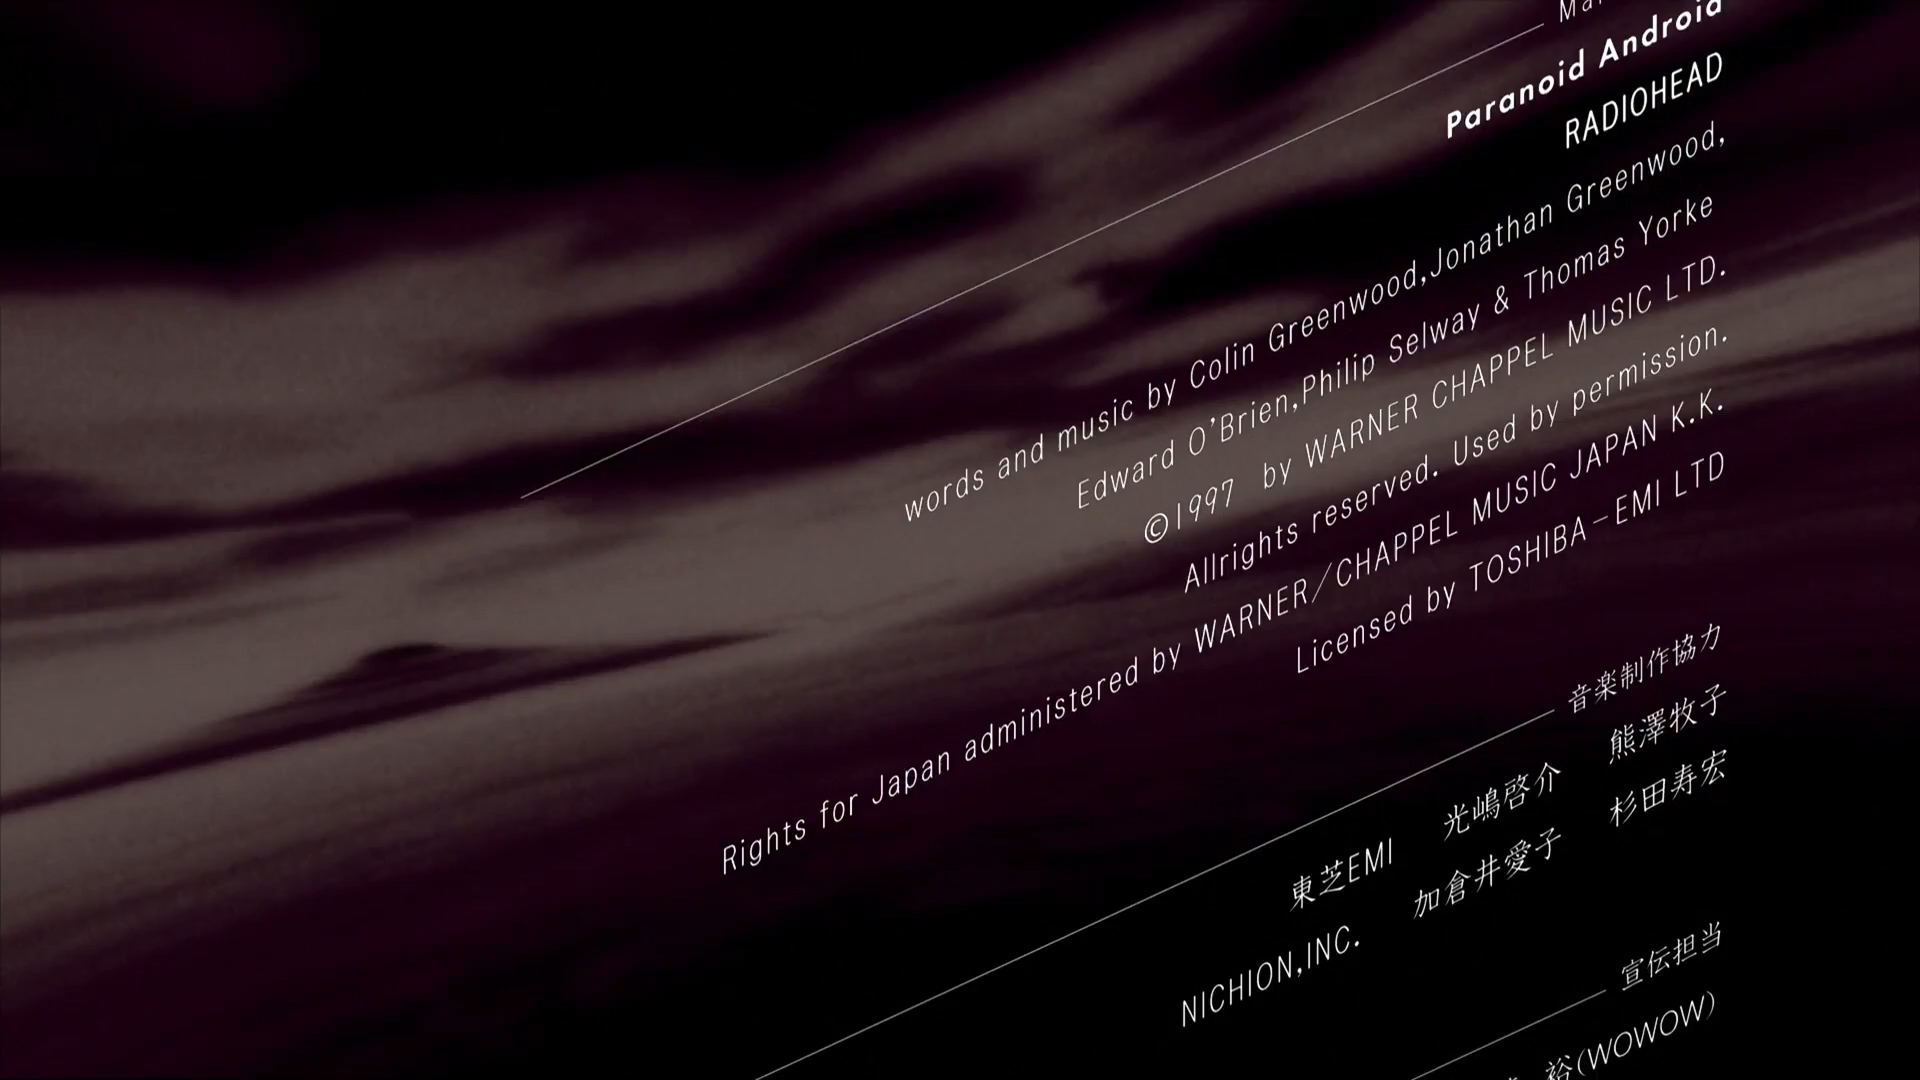 Paranoid Android
RADIOHEAD
words and music by Colin Greenwood,Jonathan Greenwood,
Edward O'Brien,Philip Selway & Thomas Yorke
©1997 by WARNER CHAPPEL MUSIC LTD.
Allrights reserved. Used by permission.
Rights for Japan administered by WARNER/CHAPPEL MUSIC JAPAN K.K.
Licensed by TOSHIBA-EMI LTD
音楽制作協力
東芝EMI 光嶋啓介 熊澤牧子
NICHION,INC. 加倉井愛子 杉田寿宏
宣伝担当
裕(WOWOW)